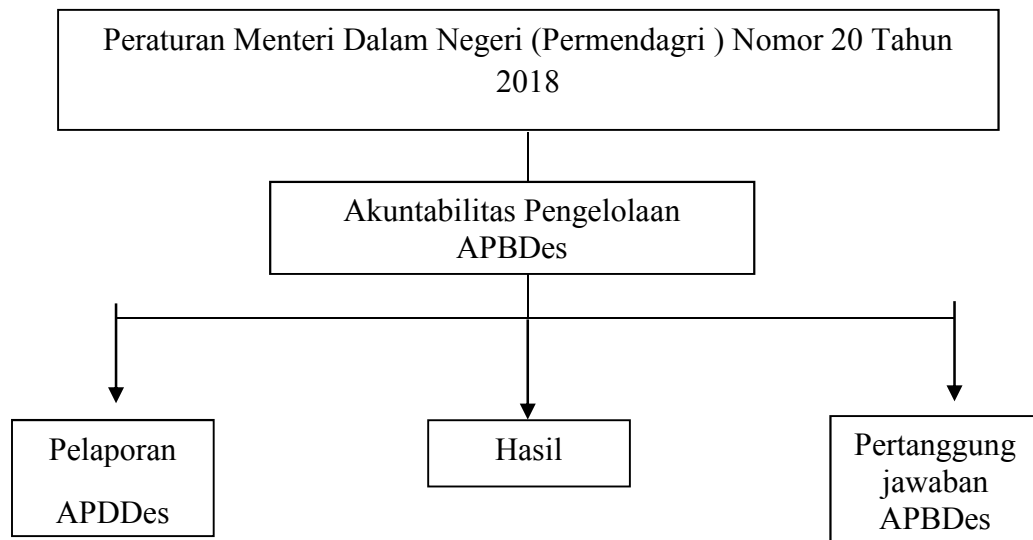 Peraturan Menteri Dalam Negeri (Permendagri ) Nomor 20 Tahun
2018
Akuntabilitas Pengelolaan
APBDes
Pelaporan
APDDes
Hasil
Pertanggung
jawaban
APBDes